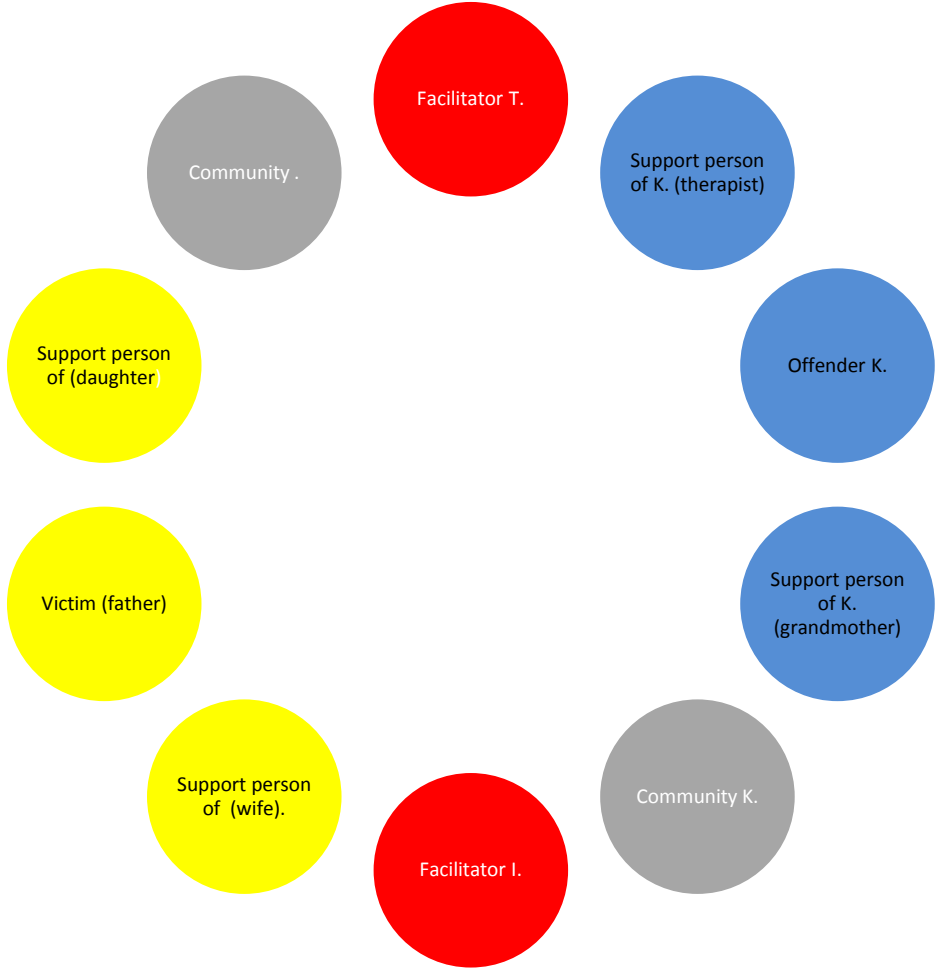 Facilitator T.
Support person
of K. (therapist)
Offender K.
Support person
of K.
(grandmother)
Community K.
Facilitator I.
Support person
of (wife).
Victim (father)
Support person
of (daughter)
Community .